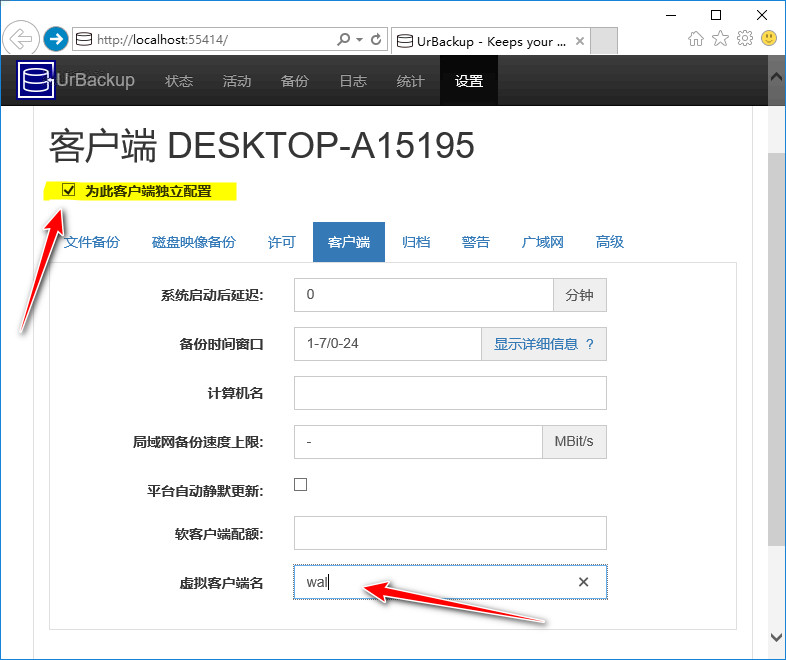 http://localhost:55414/
UrBackup - Keeps your ...
UrBackup 状态 活动 备份 日志 统计 设置
客户端 DESKTOP-A15195
为此客户端独立配置
文件备份 磁盘映像备份 许可 客户端 归档 警告 广域网 高级
系统启动后延迟: 0 分钟
备份时间窗口 1-7/0-24 显示详细信息 ?
计算机名
局域网备份速度上限: - MBit/s
平台自动静默更新:
软客户端配额:
虚拟客户端名 wal